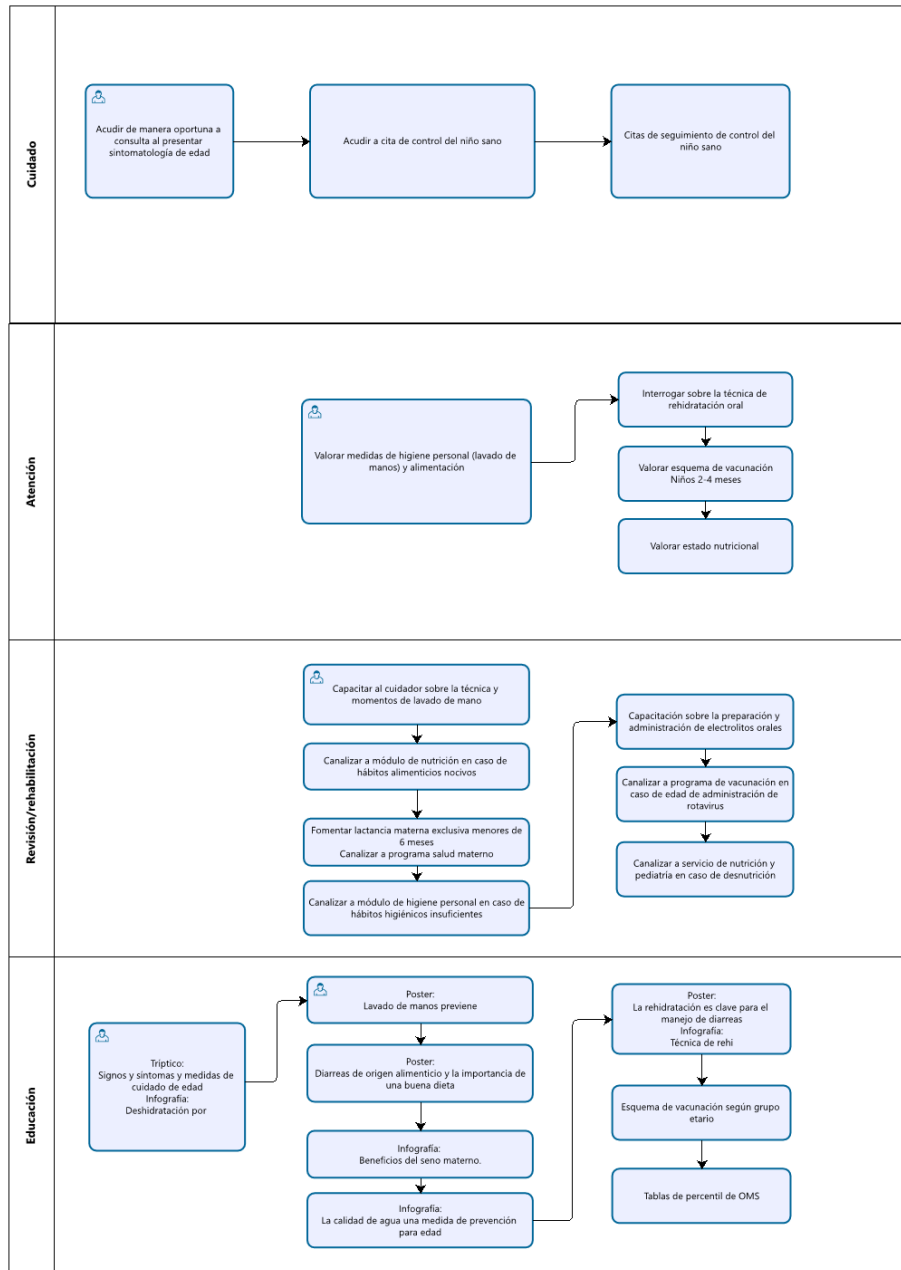 Cuidado
Acudir de manera oportuna a
consulta al presentar
sintomatología de edad
Acudir a cita de control del niño sano
Citas de seguimiento de control del
niño sano
Atención
Valorar medidas de higiene personal (lavado de
manos) y alimentación
Interrogar sobre la técnica de
rehidratación oral
Valorar esquema de vacunación
Niños 2-4 meses
Valorar estado nutricional
Revisión/rehabilitación
Capacitar al cuidador sobre la técnica y
momentos de lavado de mano
Canalizar a módulo de nutrición en caso de
hábitos alimenticios nocivos
Fomentar lactancia materna exclusiva menores de
6 meses
Canalizar a programa salud materno
Canalizar a módulo de higiene personal en caso de
hábitos higiénicos insuficientes
Capacitación sobre la preparación y
administración de electrolitos orales
Canalizar a programa de vacunación en
caso de edad de administración de
rotavirus
Canalizar a servicio de nutrición y
pediatría en caso de desnutrición
Educación
Tríptico:
Signos y síntomas y medidas de
cuidado de edad
Infografía:
Deshidratación por
Poster:
Lavado de manos previene
Poster:
Diarreas de origen alimenticio y la importancia de
una buena dieta
Infografía:
Beneficios del seno materno.
Infografía:
La calidad de agua una medida de prevención
para edad
Poster:
La rehidratación es clave para el
manejo de diarreas
Infografía:
Técnica de rehi
Esquema de vacunación según grupo
etario
Tablas de percentil de OMS